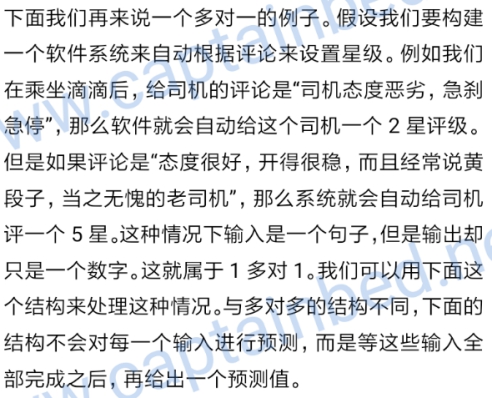 下面我们再来说一个多对一的例子。假设我们要构建
一个软件系统来自动根据评论来设置星级。例如我们
在乘坐滴滴后，给司机的评论是“司机态度恶劣，急刹
急停”，那么软件就会自动给这个司机一个 2 星评级。
但是如果评论是“态度很好，开得很稳，而且经常说黄
段子，当之无愧的老司机”，那么系统就会自动给司机
评一个 5 星。这种情况下输入是一个句子，但是输出却
只是一个数字。这就属于 1 多对 1。我们可以用下面这
个结构来处理这种情况。与多对多的结构不同，下面的
结构不会对每一个输入进行预测，而是等这些输入全
部完成之后，再给出一个预测值。
www.captainbed.n
www.captainbed.ne